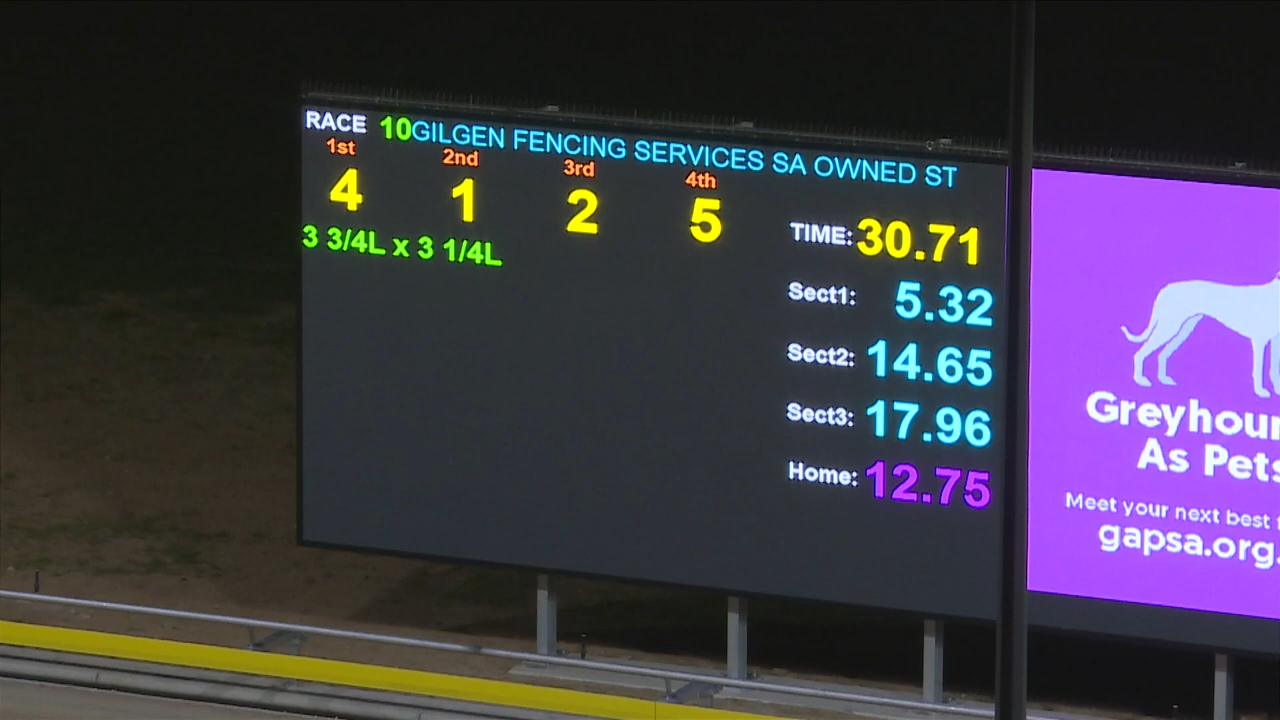 RACE 10GILGEN FENCING SERVICES SA OWNED ST
1st 2nd 3rd 4th
4 1 2 5
3 3/4L x 3 1/4L
TIME: 30.71
Sect1: 5.32
Sect2: 14.65
Sect3: 17.96
Home: 12.75
As Pets
Meet your next best
gapsa.org.